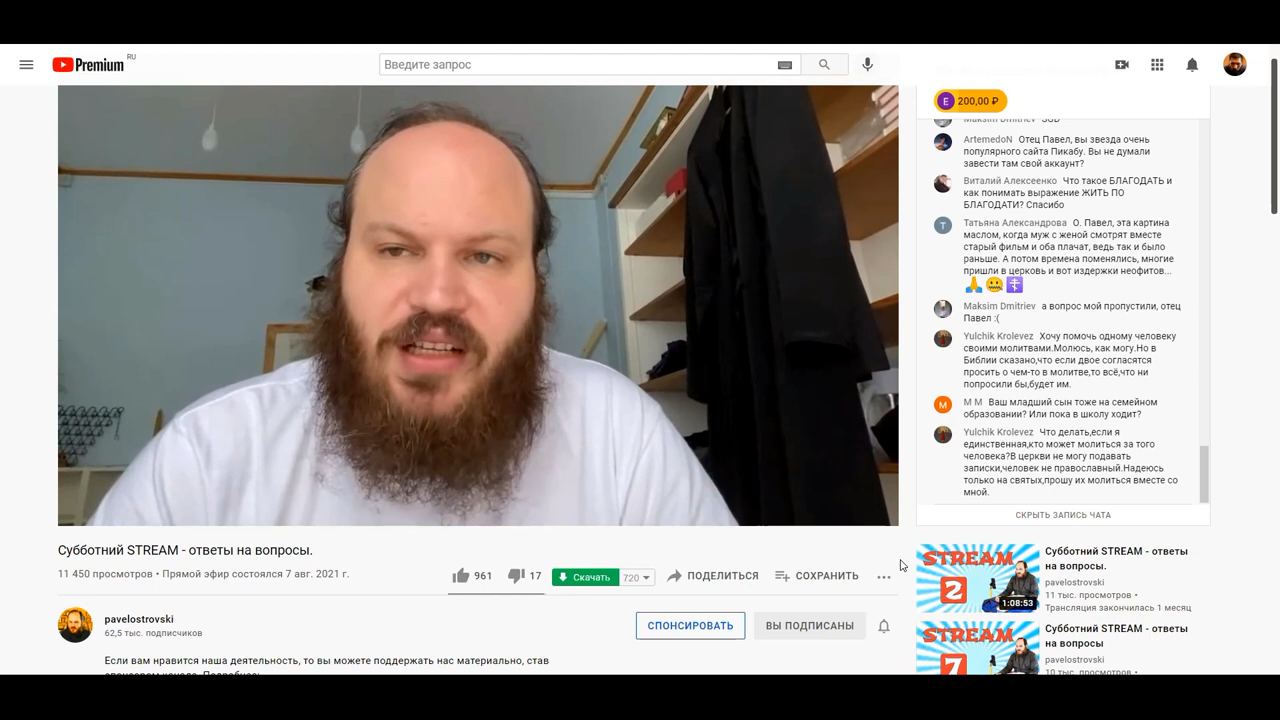 Premium RU
Введите запрос
E 200,00 ₽
Maksim Dmitriev SGD
ArtemedoN Отец Павел, вы звезда очень
популярного сайта Пикабу. Вы не думали
завести там свой аккаунт?
Виталий Алексеенко Что такое БЛАГОДАТЬ и
как понимать выражение ЖИТЬ ПО
БЛАГОДАТИ? Спасибо
T Татьяна Александрова О. Павел, эта картина
маслом, когда муж с женой смотрят вместе
старый фильм и оба плачат, ведь так и было
раньше. А потом времена поменялись, многие
пришли в церковь и вот издержки неофитов...
Maksim Dmitriev а вопрос мой пропустили, отец
Павел :(
Yulchik Krolevez Хочу помочь одному человеку
своими молитвами.Молюсь, как могу.Но в
Библии сказано,что если двое согласятся
просить о чем-то в молитве,то всё,что ни
попросили бы,будет им.
M M M Ваш младший сын тоже на семейном
образовании? Или пока в школу ходит?
Yulchik Krolevez Что делать,если я
единственная,кто может молиться за того
человека?В церкви не могу подавать
записки,человек не православный.Надеюсь
только на святых,прошу их молиться вместе со
мной.
СКРЫТЬ ЗАПИСЬ ЧАТА
Субботний STREAM - ответы на вопросы.
11 450 просмотров • Прямой эфир состоялся 7 авг. 2021 г.
961
17
Скачать 720
ПОДЕЛИТЬСЯ
СОХРАНИТЬ
pavelostrovski
62,5 тыс. подписчиков
СПОНСИРОВАТЬ
ВЫ ПОДПИСАНЫ
Если вам нравится наша деятельность, то вы можете поддержать нас материально, став
STREAM
2
1:08:53
Субботний STREAM - ответы
на вопросы.
pavelostrovski
11 тыс. просмотров •
Трансляция закончилась 1 месяц
STREAM
7
Субботний STREAM - ответы
на вопросы
pavelostrovski
10 тыс. просмотров •